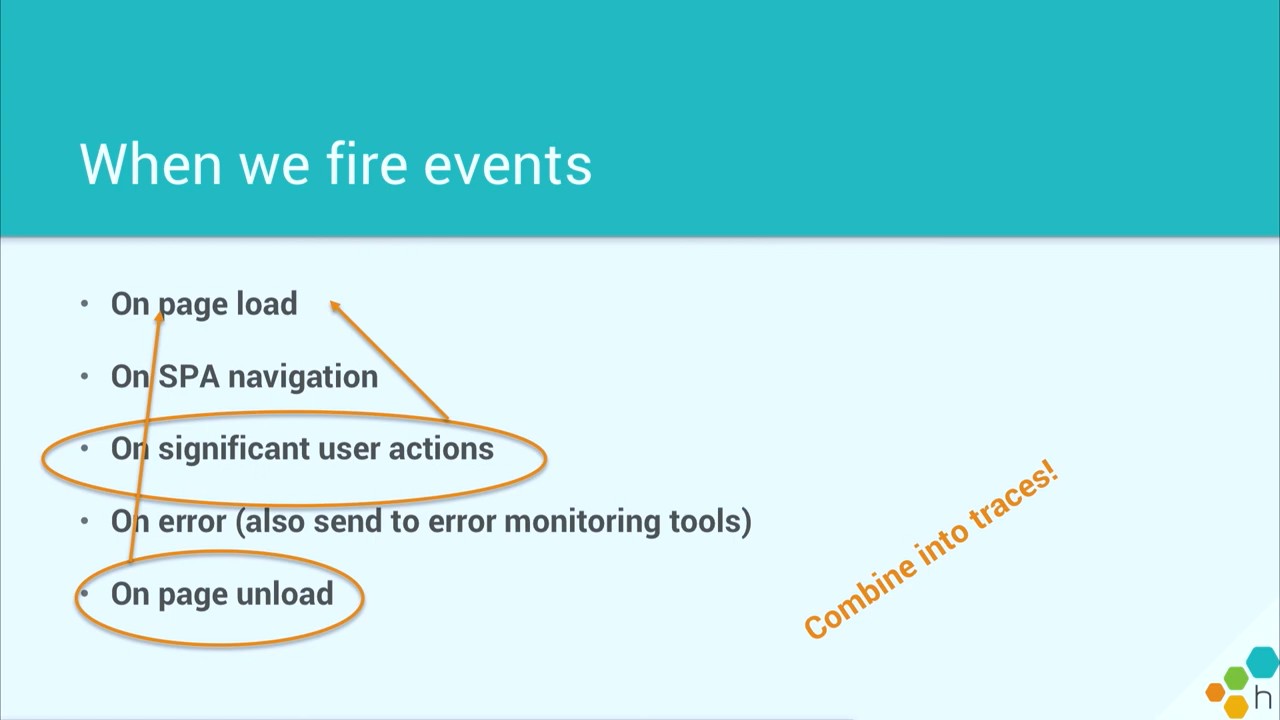 When we fire events
• On page load
• On SPA navigation
• On significant user actions
• On error (also send to error monitoring tools)
• On page unload
Combine into traces!
h